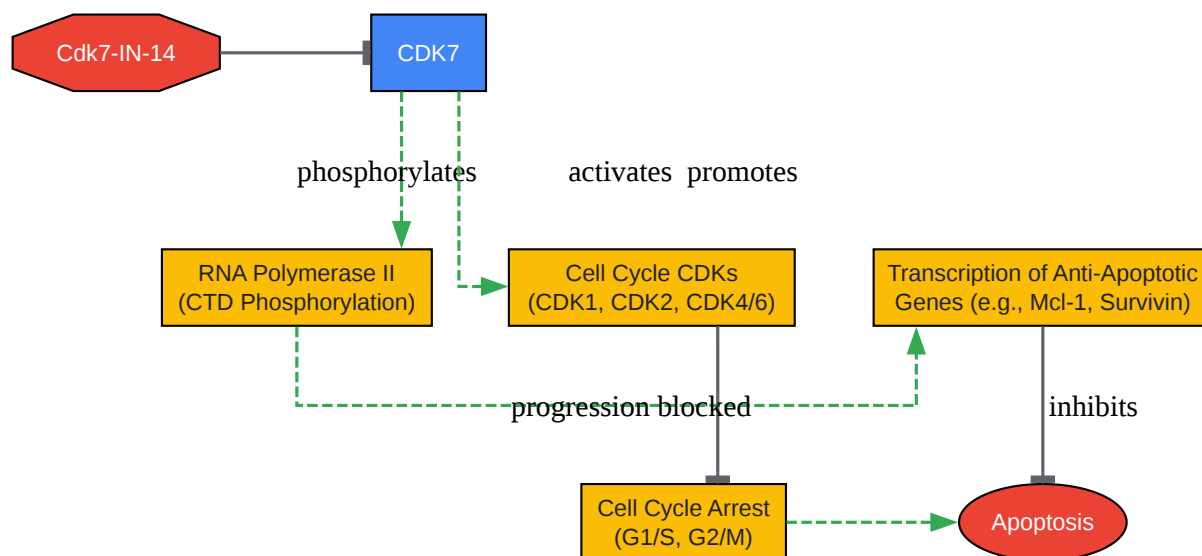 Cdk7-IN-14
CDK7
phosphorylates
activates
promotes
RNA Polymerase II
(CTD Phosphorylation)
Cell Cycle CDKs
(CDK1, CDK2, CDK4/6)
Transcription of Anti-Apoptotic
Genes (e.g., Mcl-1, Survivin)
progression blocked
inhibits
Cell Cycle Arrest
(G1/S, G2/M)
Apoptosis